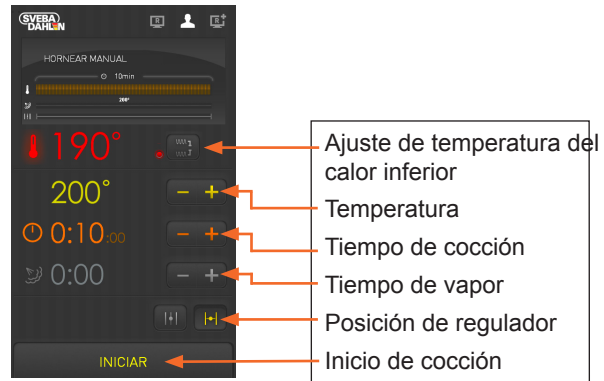 SVEBA
DAHLEN
R
R+
HORNEAR MANUAL
10min
200°
190°
1
200°
- +
0:10:00
- +
0:00
- +
INICIAR
Ajuste de temperatura del
calor inferior
Temperatura
Tiempo de cocción
Tiempo de vapor
Posición de regulador
Inicio de cocción